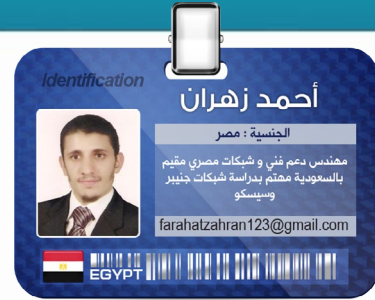 Identification
أحمد زهران
الجنسية : مصر
مهندس دعم فني و شبكات مصري مقيم
بالسعودية مهتم بدراسة شبكات جنيبر
وسيسكو
farahatzahran123@gmail.com
EGYPT